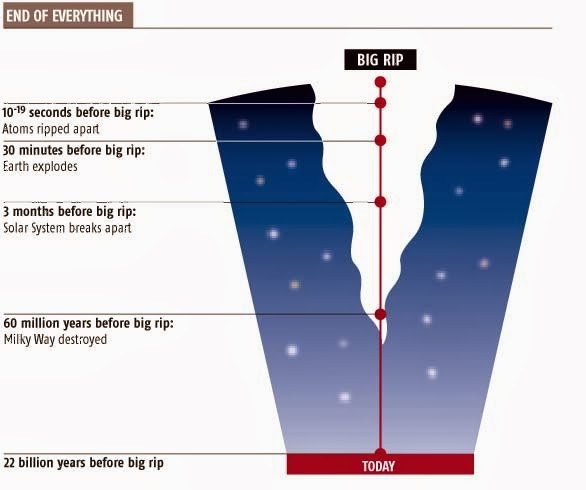 END OF EVERYTHING
BIG RIP
10⁻¹⁹ seconds before big rip:
Atoms ripped apart
30 minutes before big rip:
Earth explodes
3 months before big rip:
Solar System breaks apart
60 million years before big rip:
Milky Way destroyed
22 billion years before big rip
TODAY